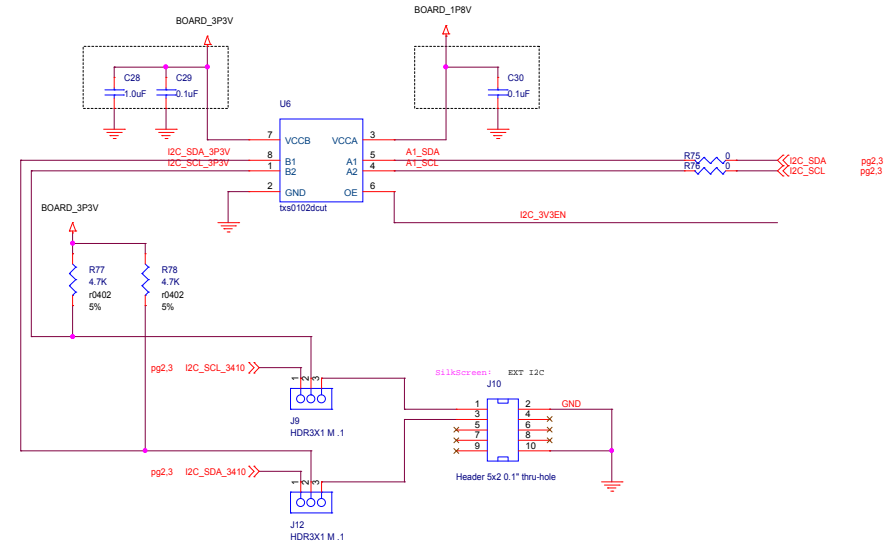 BOARD_3P3V
BOARD_1P8V
C28
1.0uF
C29
0.1uF
C30
0.1uF
U6
7 VCCB VCCA 3
I2C_SDA_3P3V 8 B1 A1 5 A1_SDA R75 0 I2C_SDA pg2,3
I2C_SCL_3P3V 1 B2 A2 4 A1_SCL R76 0 I2C_SCL pg2,3
2 GND OE 6
txs0102dcut
I2C_3V3EN
BOARD_3P3V
R77
4.7K
r0402
5%
R78
4.7K
r0402
5%
pg2,3 I2C_SCL_3410
1 2 3
J9
HDR3X1 M .1
SilkScreen: EXT I2C
J10
1 2 GND
3 4
5 6
7 8
9 10
Header 5x2 0.1" thru-hole
pg2,3 I2C_SDA_3410
1 2 3
J12
HDR3X1 M .1